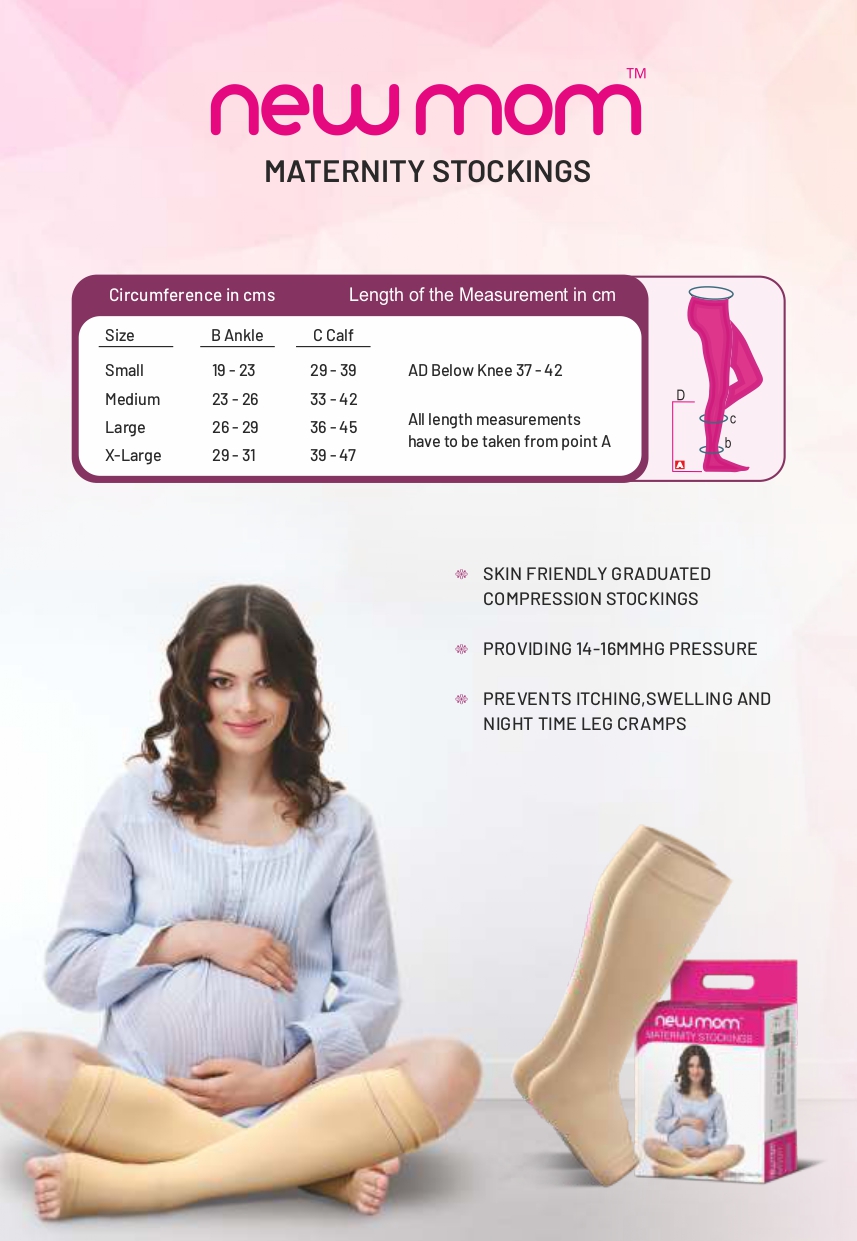 new mom TM
MATERNITY STOCKINGS
Circumference in cms Length of the Measurement in cm
Size B Ankle C Calf
Small 19 - 23 29 - 39 AD Below Knee 37 - 42
Medium 23 - 26 33 - 42
Large 26 - 29 36 - 45
X-Large 29 - 31 39 - 47
All length measurements
have to be taken from point A
D
c
b
A
SKIN FRIENDLY GRADUATED
COMPRESSION STOCKINGS
PROVIDING 14-16MMHG PRESSURE
PREVENTS ITCHING,SWELLING AND
NIGHT TIME LEG CRAMPS
new mom
MATERNITY STOCKINGS